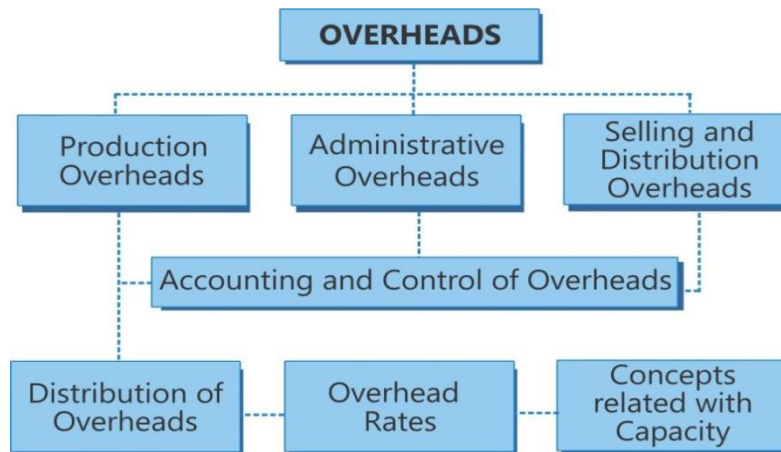 OVERHEADS
Production
Overheads
Administrative
Overheads
Selling and
Distribution
Overheads
Accounting and Control of Overheads
Distribution of
Overheads
Overhead
Rates
Concepts
related with
Capacity